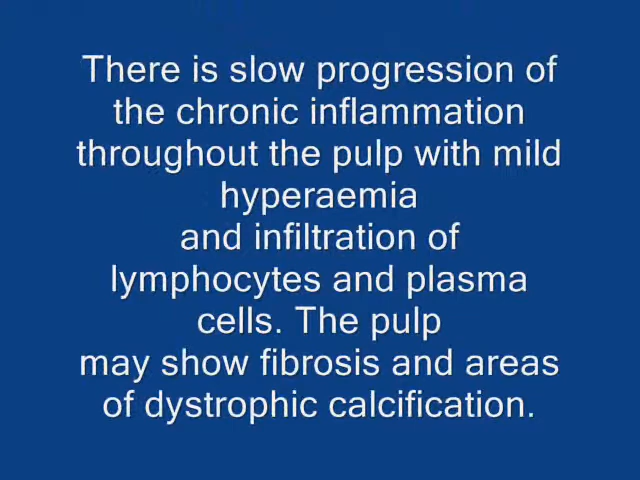 There is slow progression of
the chronic inflammation
throughout the pulp with mild
hyperaemia
and infiltration of
lymphocytes and plasma
cells. The pulp
may show fibrosis and areas
of dystrophic calcification.